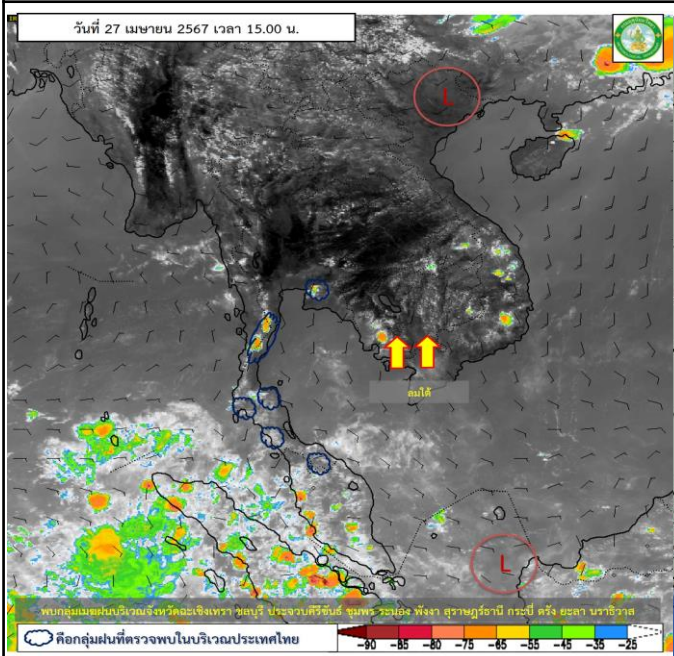 วันที่ 27 เมษายน 2567 เวลา 15.00 น.
L
ลมใต้
L
พบกลุ่มเมฆฝนบริเวณจังหวัดฉะเชิงเทรา ชลบุรี ประจวบคีรีขันธ์ ชุมพร ระนอง พังงา สุราษฎร์ธานี กระบี่ ตรัง ยะลา นราธิวาส
คือกลุ่มฝนที่ตรวจพบในบริเวณประเทศไทย
-90 -85 -80 -75 -65 -55 -45 -35 -25